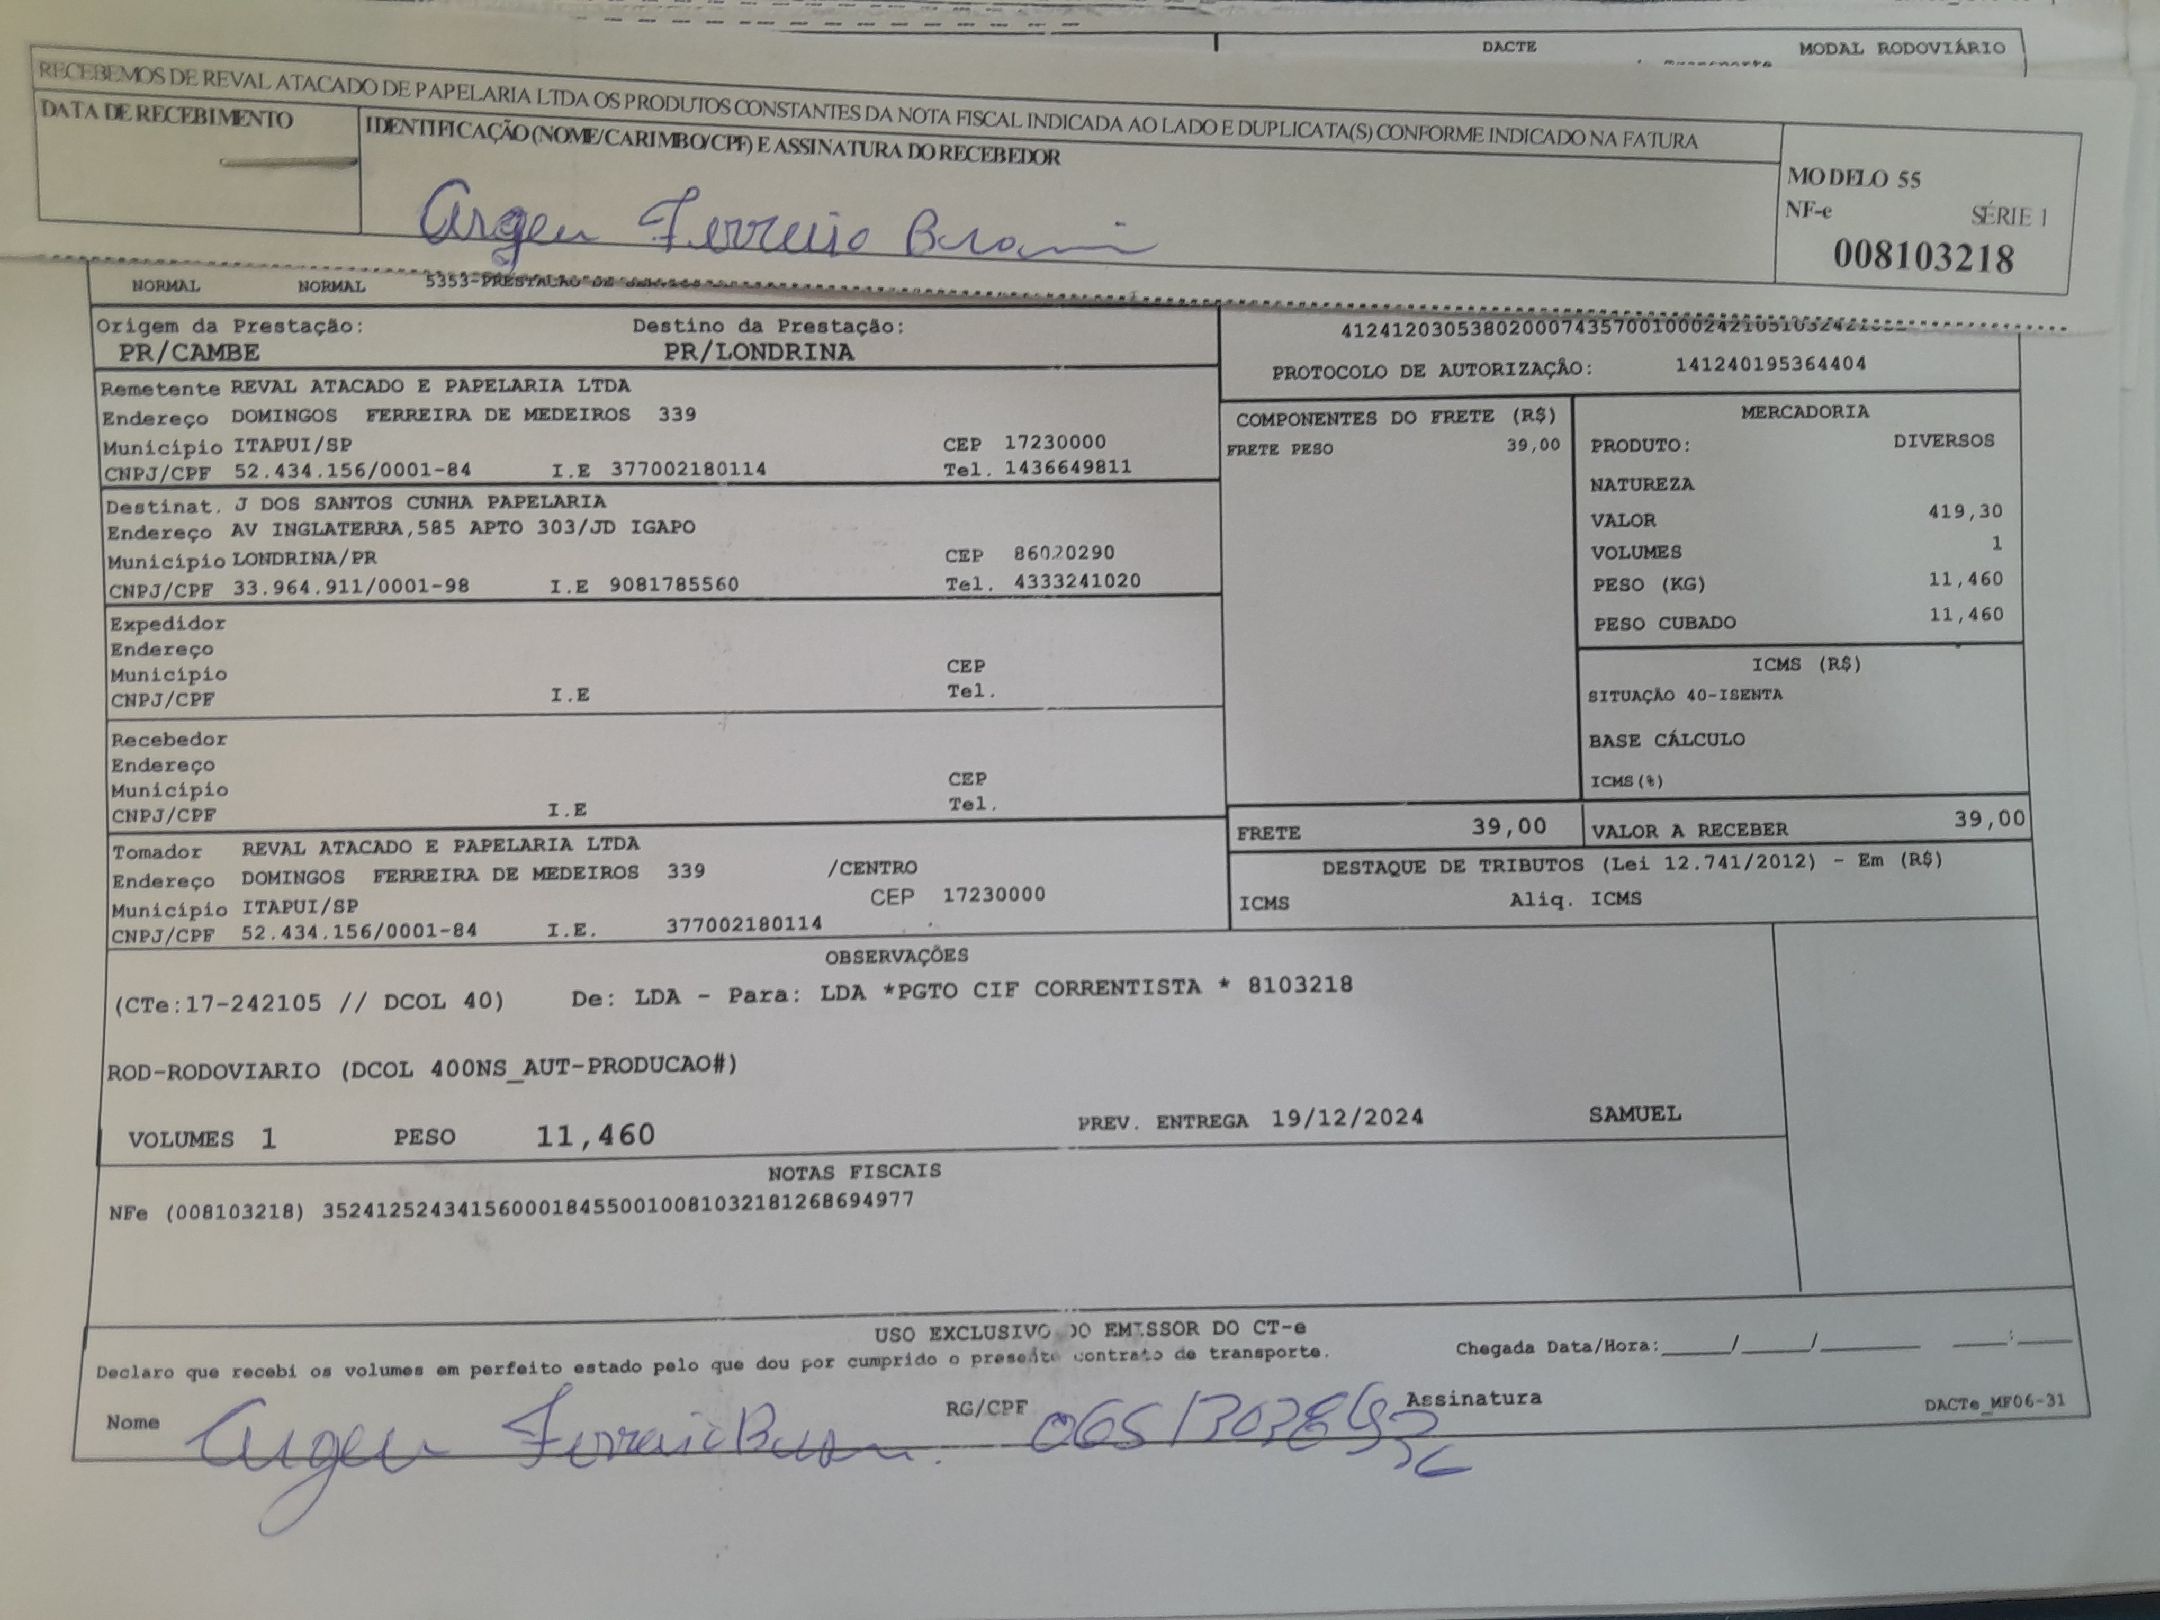 DACTE MODAL RODOVIÁRIO
RECEBEMOS DE REVAL ATACADO DE PAPELARIA LTDA OS PRODUTOS CONSTANTES DA NOTA FISCAL INDICADA AO LADO E DUPLICATA(S) CONFORME INDICADO NA FATURA
DATA DE RECEBIMENTO
IDENTIFICAÇÃO (NOME/CARIMBO/CPF) E ASSINATURA DO RECEBEDOR
MODELO 55
NF-e SÉRIE 1
008103218
NORMAL NORMAL 5353-PRESTACAO DE
Origem da Prestação: Destino da Prestação:
PR/CAMBE PR/LONDRINA
PROTOCOLO DE AUTORIZAÇÃO: 141240195364404
Remetente REVAL ATACADO E PAPELARIA LTDA
Endereço DOMINGOS FERREIRA DE MEDEIROS 339
Município ITAPUI/SP CEP 17230000
CNPJ/CPF 52.434.156/0001-84 I.E 377002180114 Tel. 1436649811
Destinat. J DOS SANTOS CUNHA PAPELARIA
Endereço AV INGLATERRA,585 APTO 303/JD IGAPO
Município LONDRINA/PR CEP 86020290
CNPJ/CPF 33.964.911/0001-98 I.E 9081785560 Tel. 4333241020
Expedidor
Endereço
Município CEP
CNPJ/CPF I.E Tel.
Recebedor
Endereço
Município CEP
CNPJ/CPF I.E Tel.
Tomador REVAL ATACADO E PAPELARIA LTDA
Endereço DOMINGOS FERREIRA DE MEDEIROS 339 /CENTRO
Município ITAPUI/SP CEP 17230000
CNPJ/CPF 52.434.156/0001-84 I.E. 377002180114
COMPONENTES DO FRETE (R$)
FRETE PESO 39,00
MERCADORIA
PRODUTO: DIVERSOS
NATUREZA
VALOR 419,30
VOLUMES 1
PESO (KG) 11,460
PESO CUBADO 11,460
ICMS (R$)
SITUAÇÃO 40-ISENTA
BASE CÁLCULO
ICMS(%)
FRETE 39,00 VALOR A RECEBER 39,00
DESTAQUE DE TRIBUTOS (Lei 12.741/2012) - Em (R$)
ICMS Aliq. ICMS
OBSERVAÇÕES
(CTe:17-242105 // DCOL 40) De: LDA - Para: LDA *PGTO CIF CORRENTISTA * 8103218
ROD-RODOVIARIO (DCOL 400NS_AUT-PRODUCAO#)
VOLUMES 1 PESO 11,460 PREV. ENTREGA 19/12/2024 SAMUEL
NOTAS FISCAIS
NFe (008103218) 35241252434156000184550010081032181268694977
USO EXCLUSIVO DO EMISSOR DO CT-e
Declaro que recebi os volumes em perfeito estado pelo que dou por cumprido o presente contrato de transporte. Chegada Data/Hora:____/____/______ ___:___
Nome RG/CPF Assinatura DACTe_MF06-31